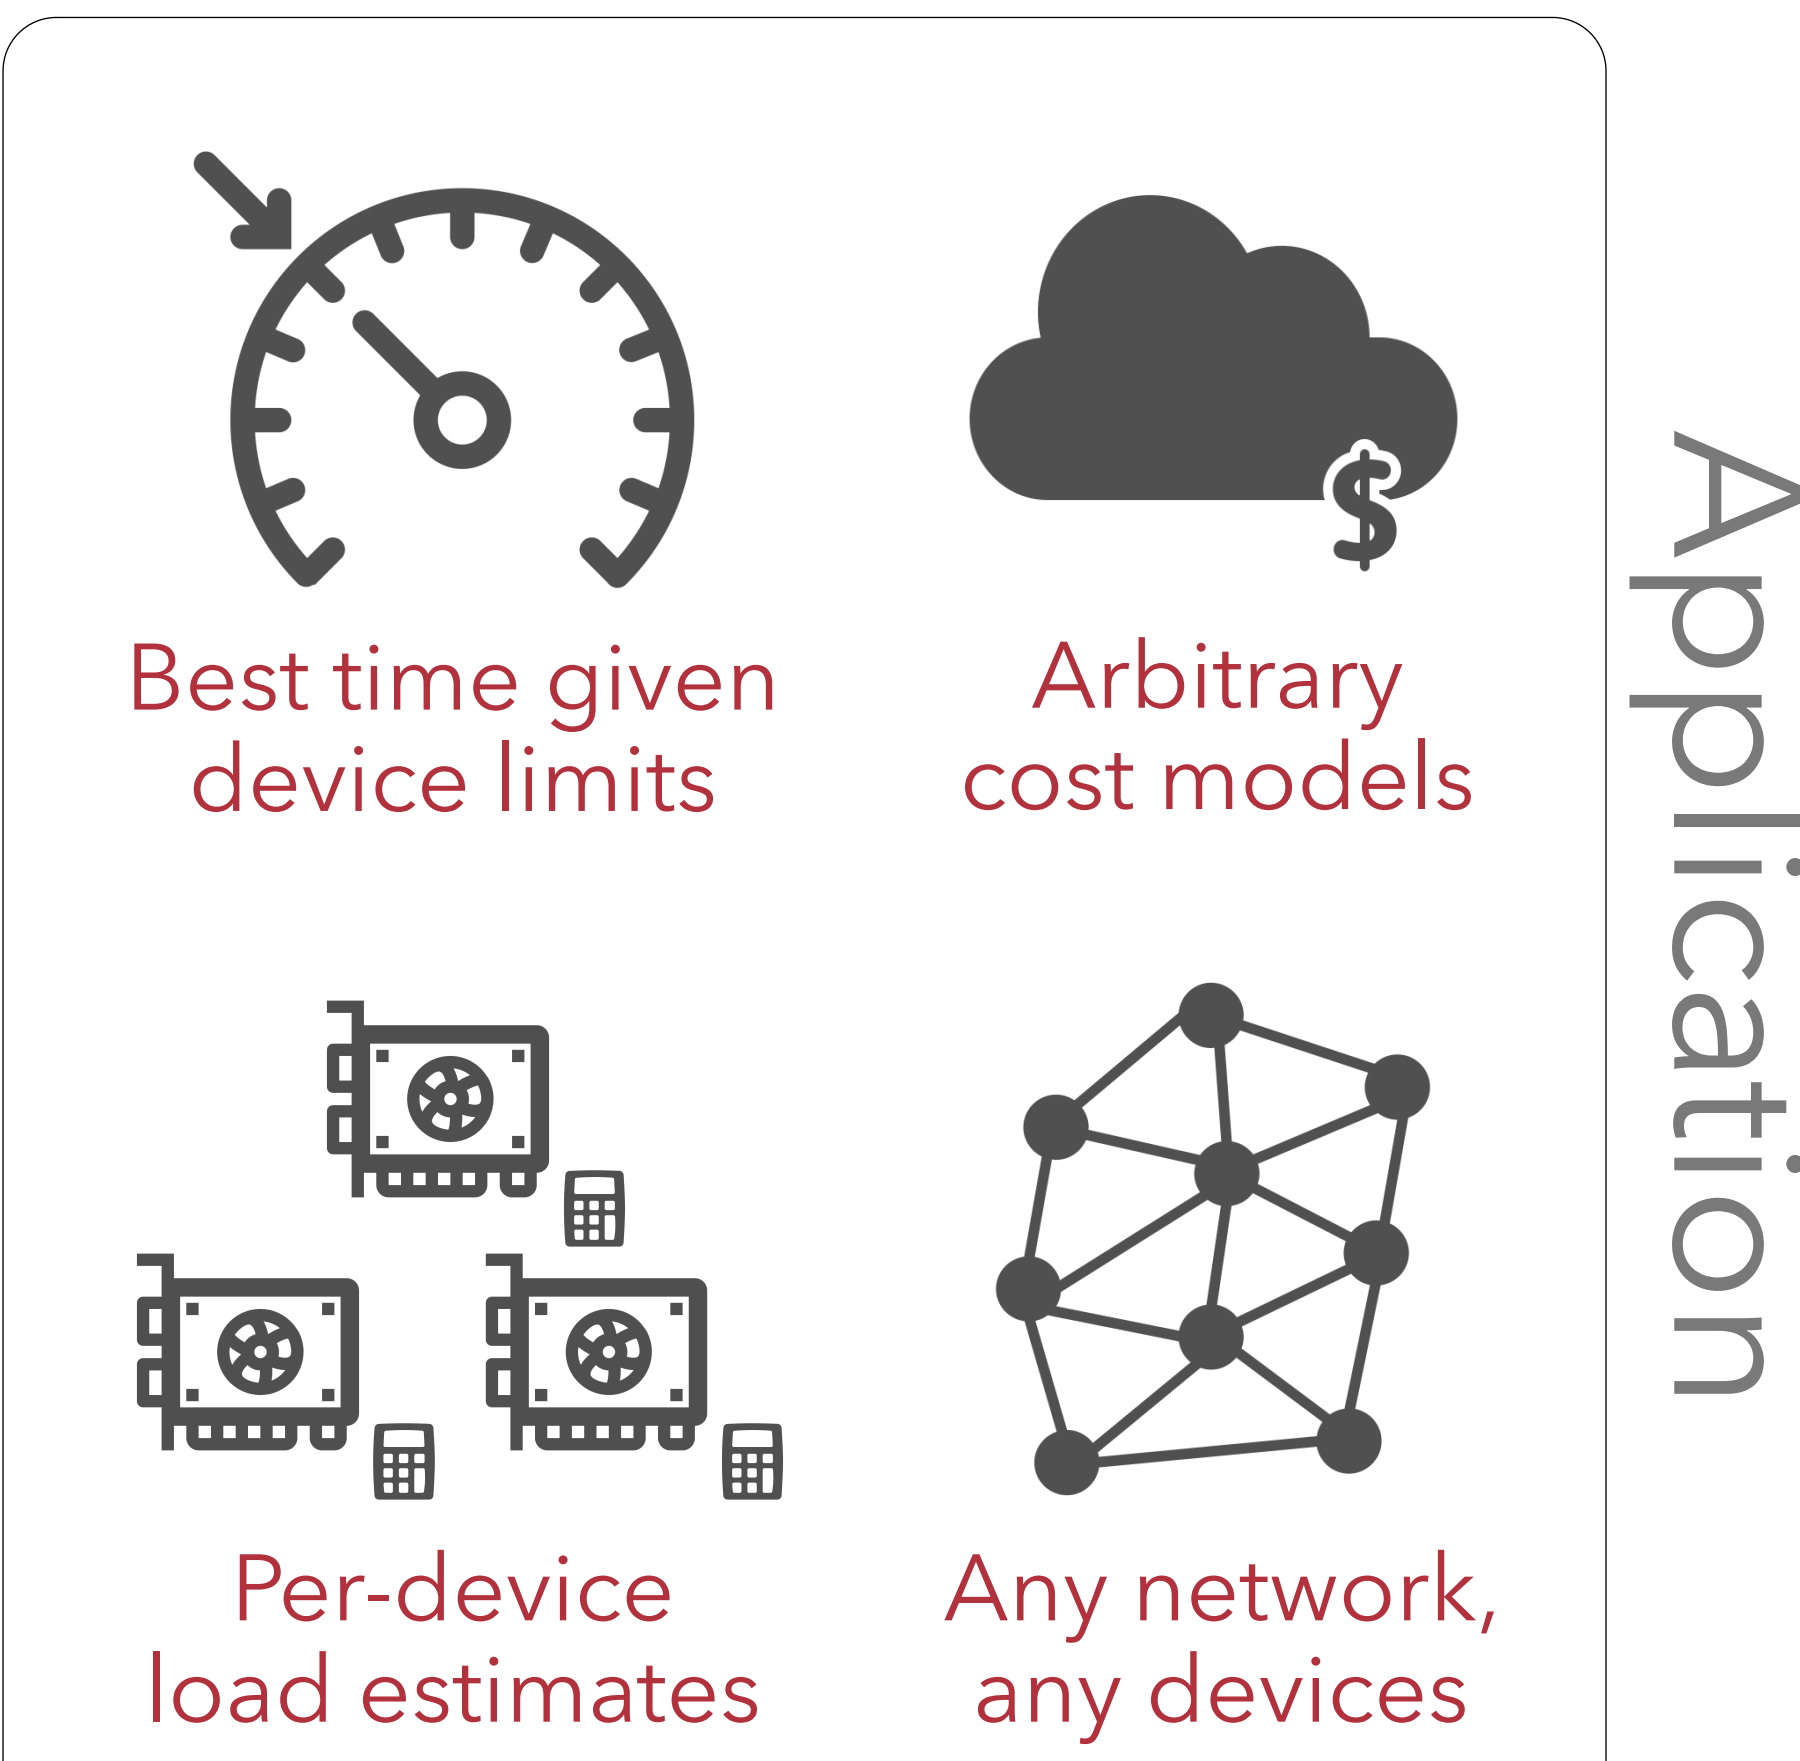 Best time given
device limits
Arbitrary
cost models
Per-device
load estimates
Any network,
any devices
Application
$